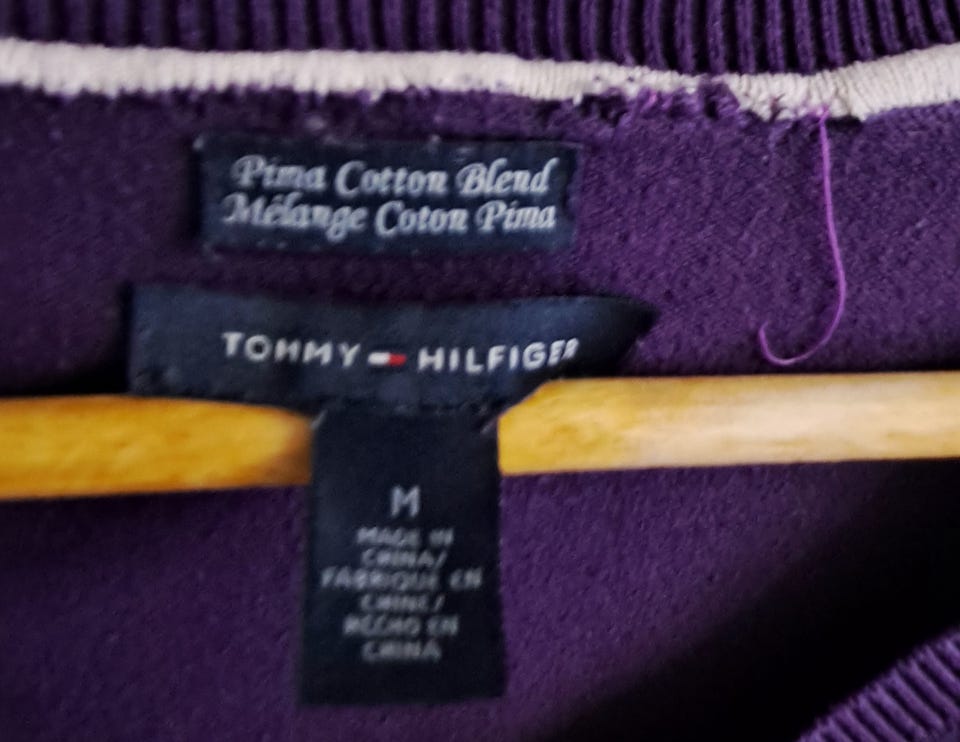 Pima Cotton Blend
Mélange Coton Pima
TOMMY HILFIGER
M
MADE IN
CHINA/
FABRIQUÉ EN
CHINE/
HECHO EN
CHINA